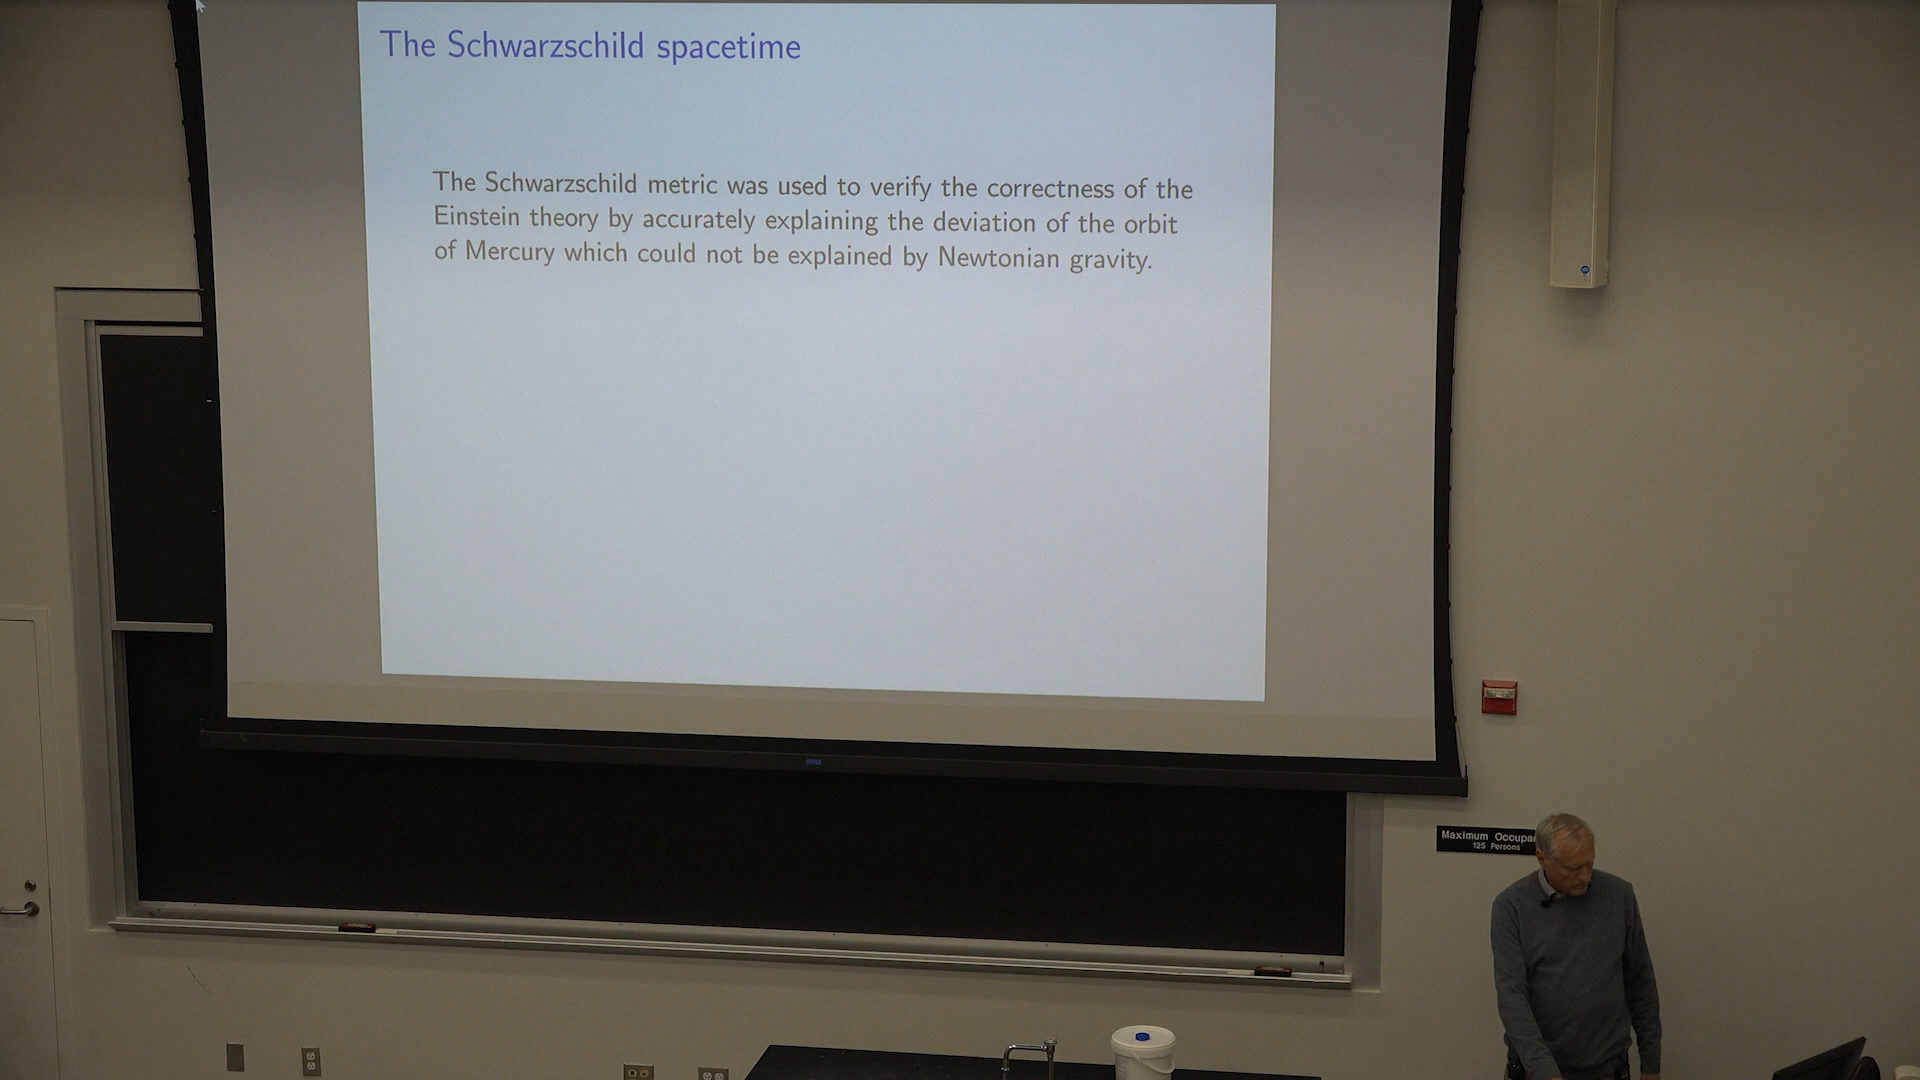 The Schwarzschild spacetime
The Schwarzschild metric was used to verify the correctness of the
Einstein theory by accurately explaining the deviation of the orbit
of Mercury which could not be explained by Newtonian gravity.
Maximum
125 Persons